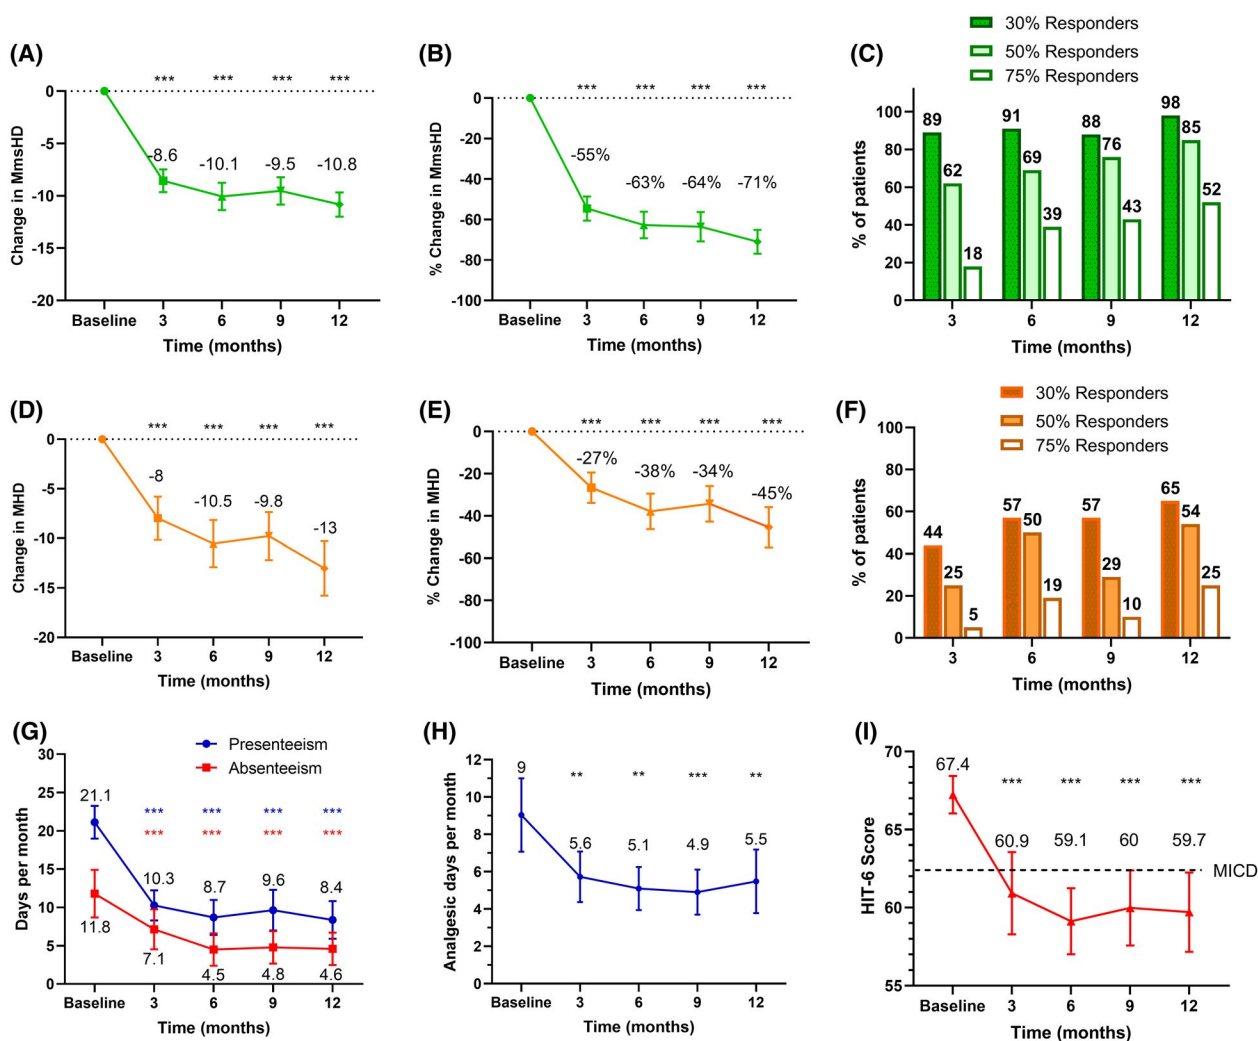 (A)
Change in MmsHD
0
-5
-10
-15
-20
*** *** *** ***
-8.6 -10.1 -9.5 -10.8
Baseline 3 6 9 12
Time (months)
(B)
% Change in MmsHD
0
-20
-40
-60
-80
-100
*** *** *** ***
-55% -63% -64% -71%
Baseline 3 6 9 12
Time (months)
(C)
30% Responders
50% Responders
75% Responders
% of patients
100
80
60
40
20
0
89 62 18 91 69 39 88 76 43 98 85 52
3 6 9 12
Time (months)
(D)
Change in MHD
0
-5
-10
-15
-20
*** *** *** ***
-8 -10.5 -9.8 -13
Baseline 3 6 9 12
Time (months)
(E)
% Change in MHD
0
-20
-40
-60
-80
-100
*** *** *** ***
-27% -38% -34% -45%
Baseline 3 6 9 12
Time (months)
(F)
30% Responders
50% Responders
75% Responders
% of patients
100
80
60
40
20
0
44 25 5 57 50 19 57 29 10 65 54 25
3 6 9 12
Time (months)
(G)
Presenteeism
Absenteeism
Days per month
30
25
20
15
10
5
0
*** *** *** ***
*** *** *** ***
21.1 10.3 8.7 9.6 8.4
11.8 7.1 4.5 4.8 4.6
Baseline 3 6 9 12
Time (months)
(H)
Analgesic days per month
12
10
8
6
4
2
0
** ** *** **
9 5.6 5.1 4.9 5.5
Baseline 3 6 9 12
Time (months)
(I)
HIT-6 Score
70
65
60
55
*** *** *** ***
67.4 60.9 59.1 60 59.7
MICD
Baseline 3 6 9 12
Time (months)